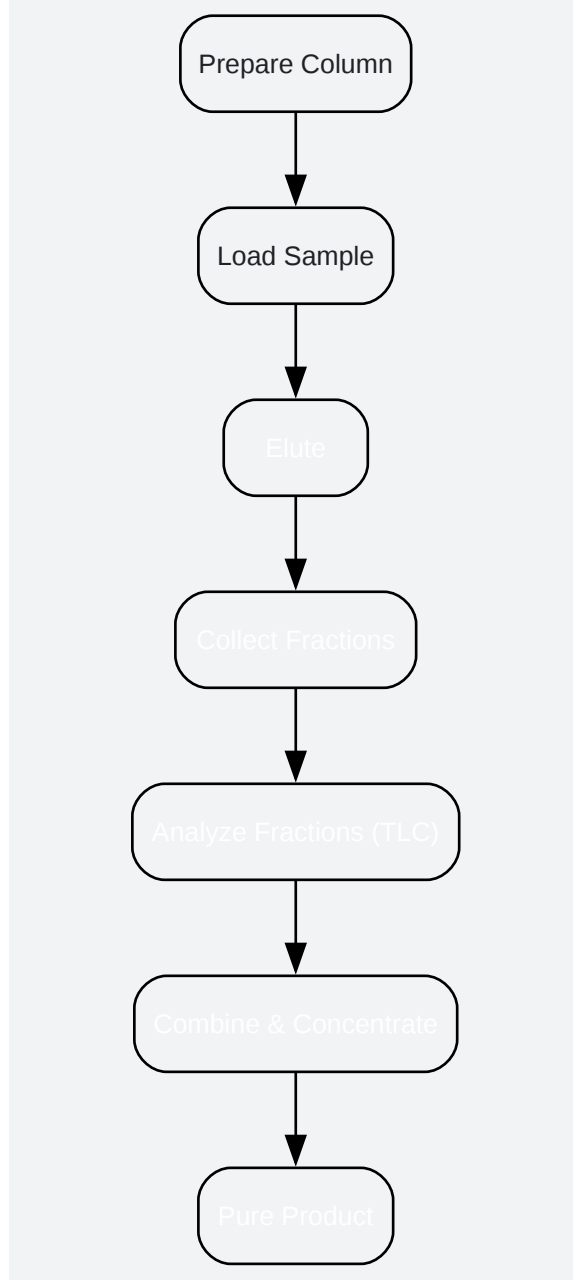 Prepare Column
Load Sample
Elute
Collect Fractions
Analyze Fractions (TLC)
Combine & Concentrate
Pure Product